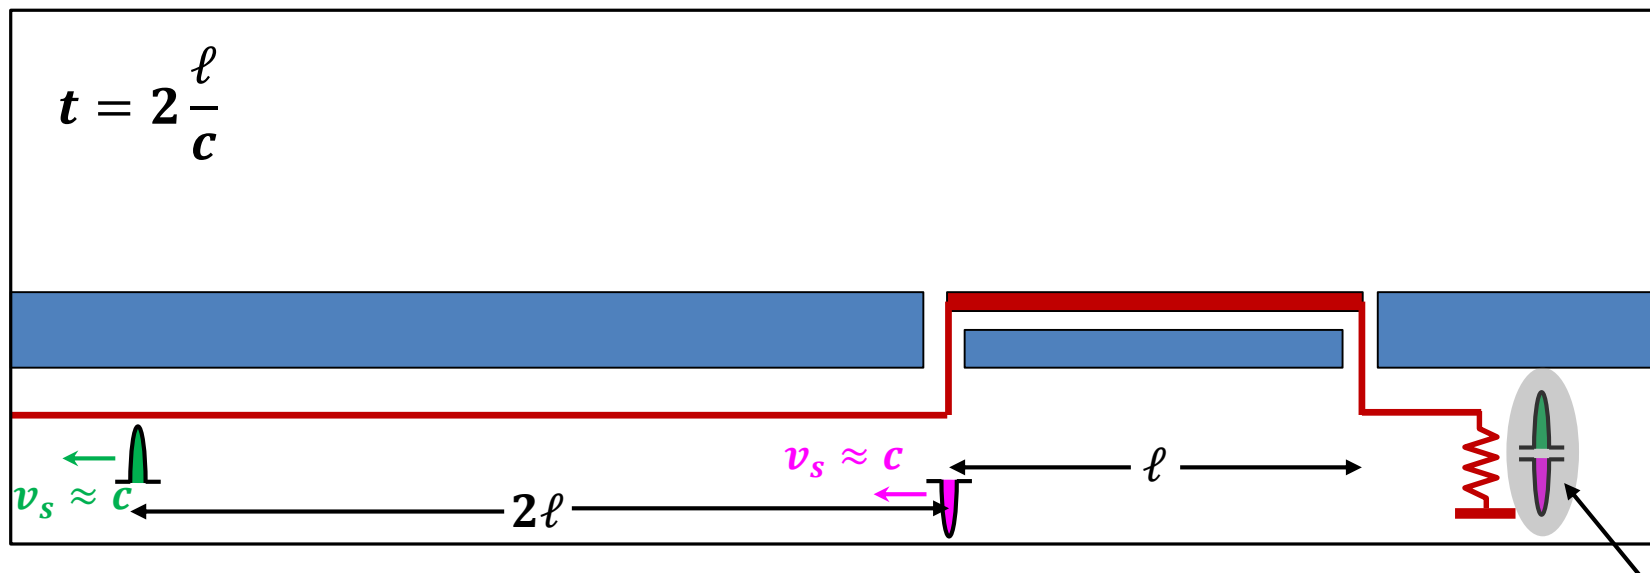 t = 2 ℓ/c
v_s ≈ c
ℓ
v_s ≈ c
2ℓ